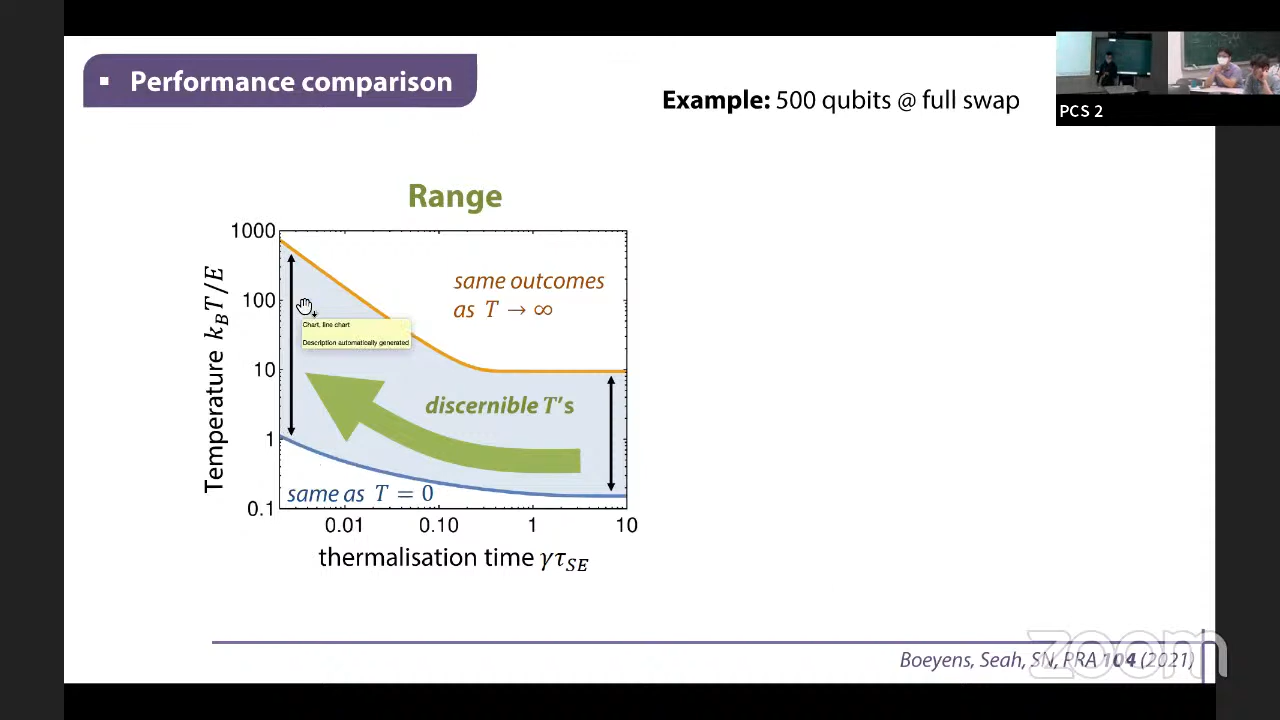 ▪ Performance comparison
Example: 500 qubits @ full swap
PCS 2
Range
1000
100
10
1
0.1
Temperature k_B T/E
same outcomes
as T → ∞
Chart, line chart
Description automatically generated
discernible T's
same as T = 0
0.01
0.10
1
10
thermalisation time γτ_SE
zoom
Boeyens, Seah, SN, PRA 104 (2021)